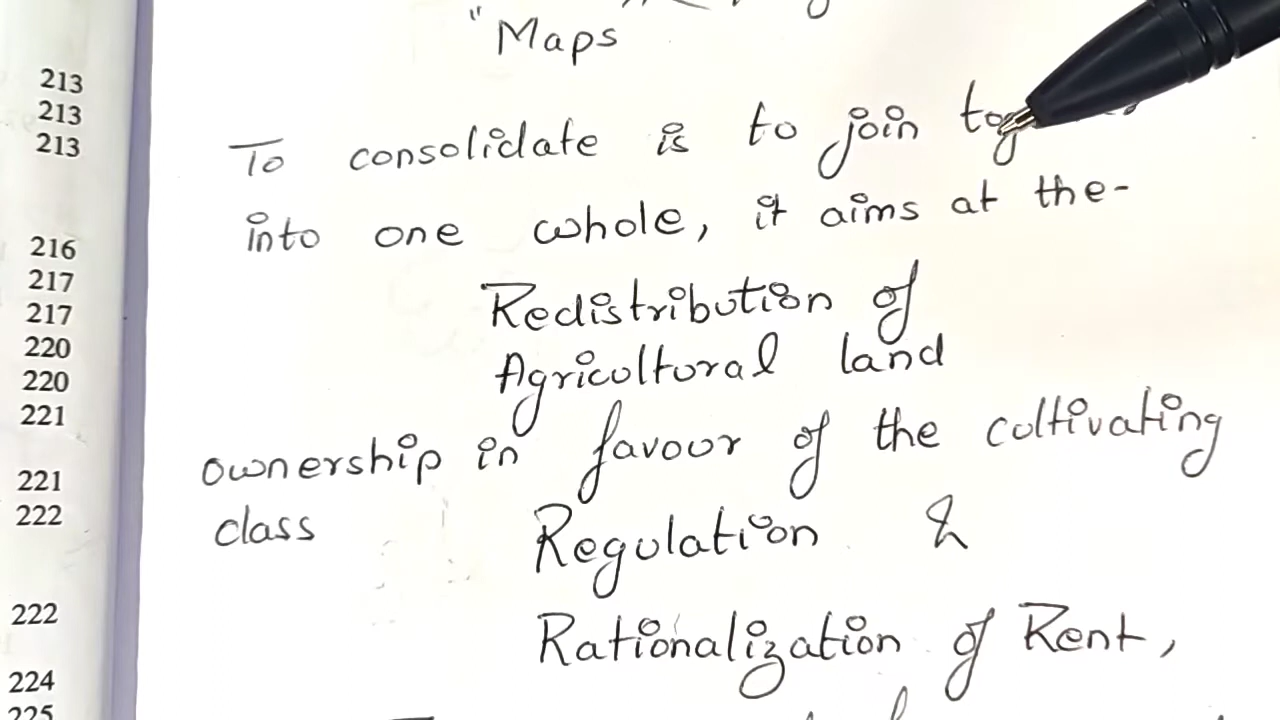 "Maps
213
213
213
To consolidate is to join
into one whole, it aims at the-
216
217
217
220
220
221
Redistribution of
Agricultural land
ownership in favour of the cultivating
class
221
222
Regulation &
222
Rationalization of Rent,
224
225